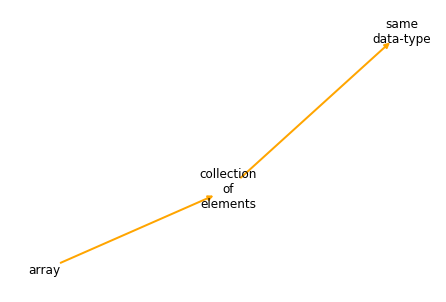 same
data-type
collection
of
elements
array